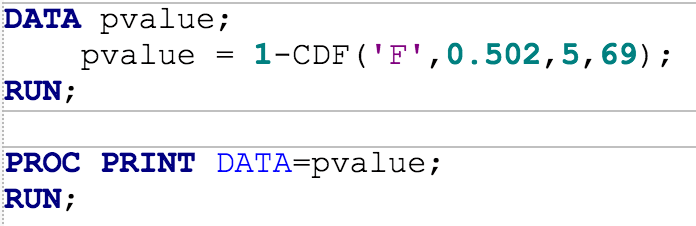 DATA pvalue;
    pvalue = 1-CDF('F',0.502,5,69);
RUN;
PROC PRINT DATA=pvalue;
RUN;